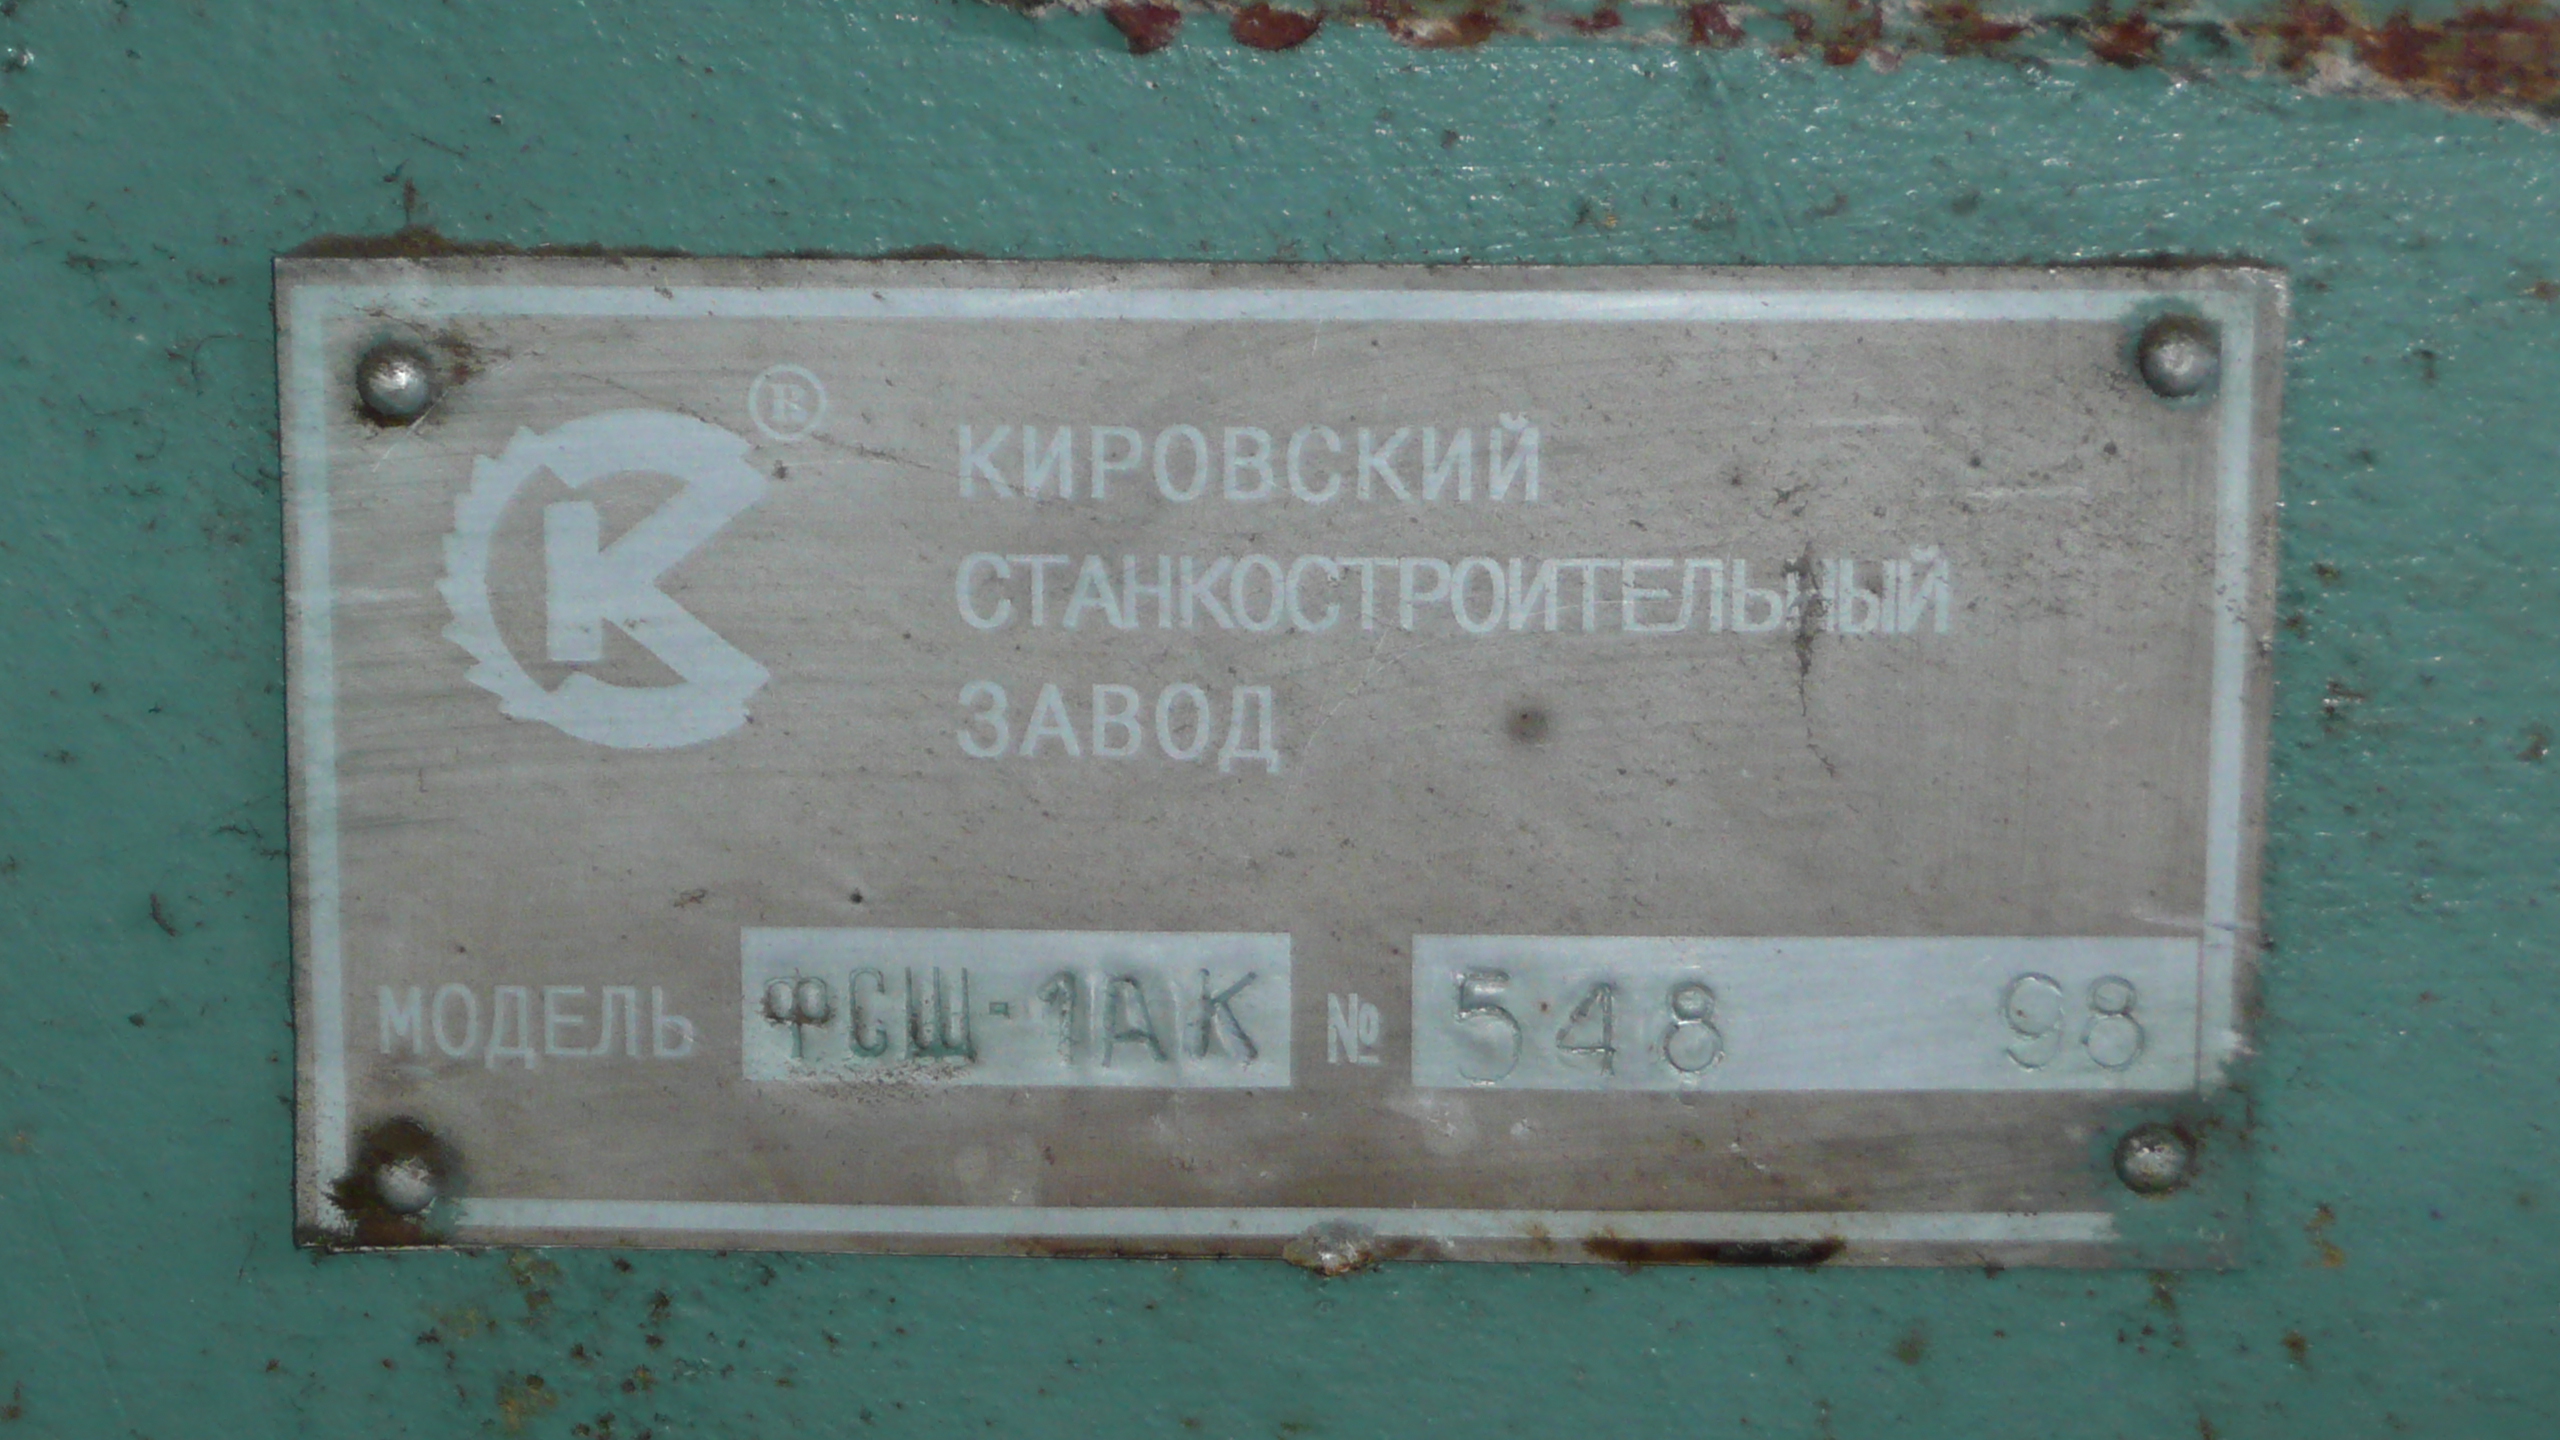 ®
КИРОВСКИЙ
СТАНКОСТРОИТЕЛЬНЫЙ
ЗАВОД
МОДЕЛЬ ФСШ-1АК № 548 98